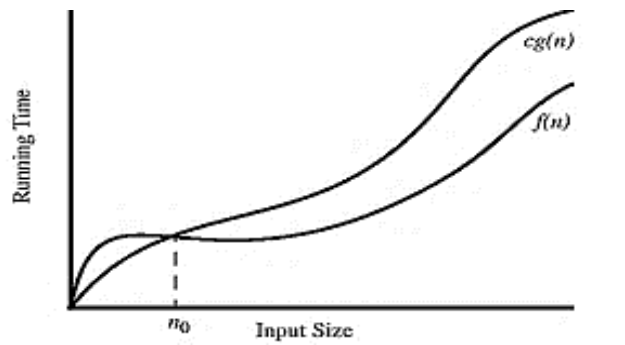 cg(n)
f(n)
Running Time
n0
Input Size